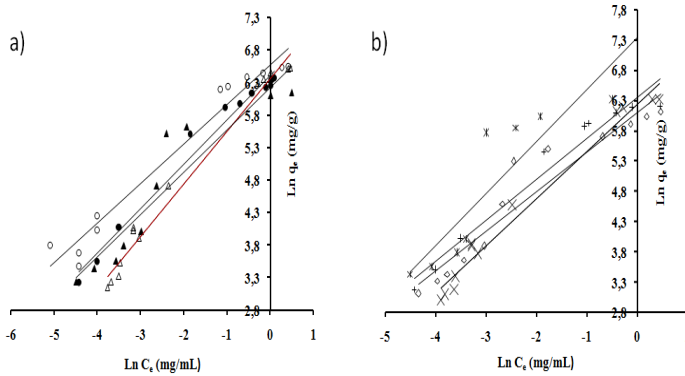 a)
7,3
6,8
6,3
5,8
5,3
4,8
4,3
3,8
3,3
2,8
Ln qe (mg/g)
-6 -5 -4 -3 -2 -1 0 1
Ln Ce (mg/mL)
b)
7,8
7,3
6,8
6,3
5,8
5,3
4,8
4,3
3,8
3,3
2,8
Ln qe (mg/g)
-5 -4 -3 -2 -1 0 1
Ln Ce (mg/mL)